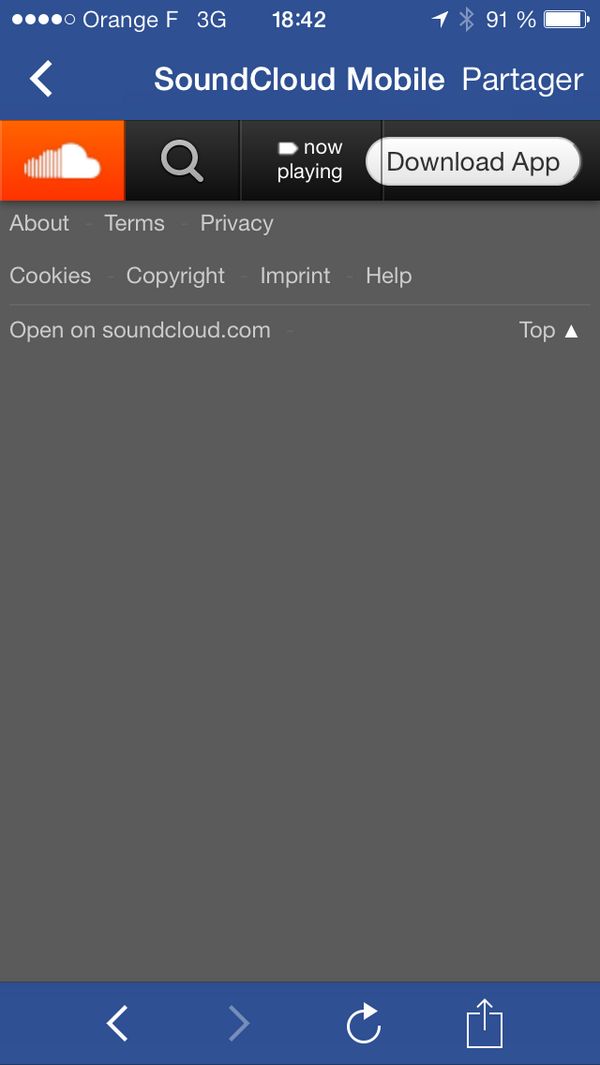 Orange F 3G 18:42 91 %
SoundCloud Mobile Partager
now
playing
Download App
About - Terms - Privacy
Cookies - Copyright - Imprint - Help
Open on soundcloud.com - Top ▲